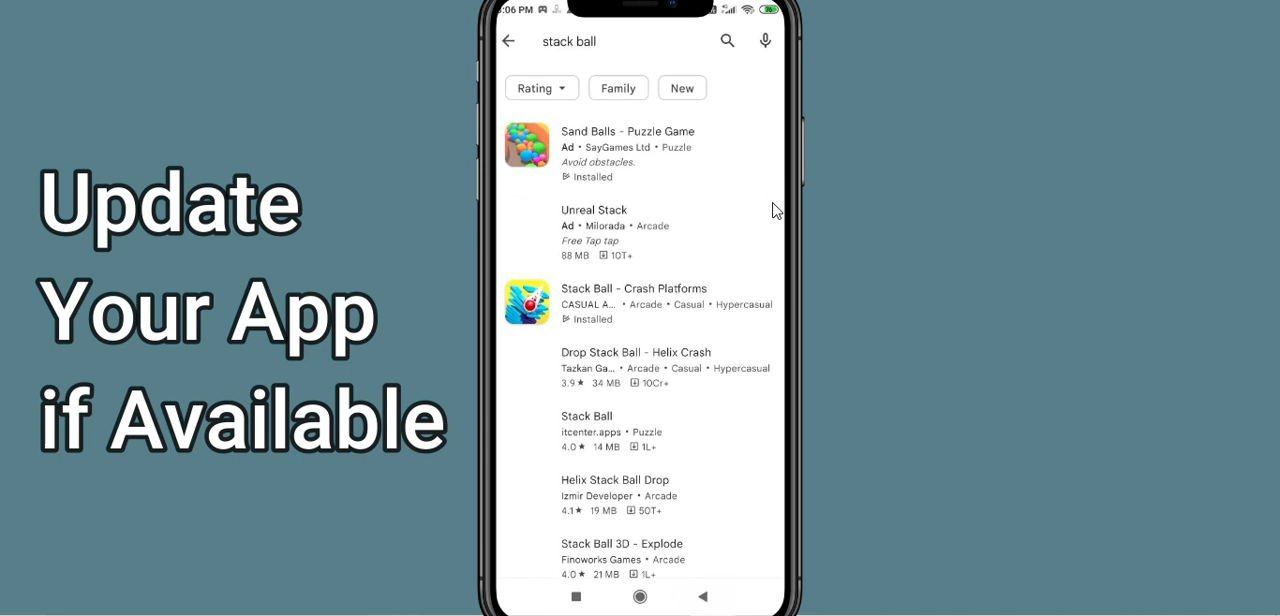 Update
Your App
if Available
:06 PM
36
stack ball
Rating
Family
New
Sand Balls - Puzzle Game
Ad • SayGames Ltd • Puzzle
Avoid obstacles.
Installed
Unreal Stack
Ad • Milorada • Arcade
Free Tap tap
88 MB 10T+
Stack Ball - Crash Platforms
CASUAL A... • Arcade • Casual • Hypercasual
Installed
Drop Stack Ball - Helix Crash
Tazkan Ga... • Arcade • Casual • Hypercasual
3.9★ 34 MB 10Cr+
Stack Ball
itcenter.apps • Puzzle
4.0★ 14 MB 1L+
Helix Stack Ball Drop
Izmir Developer • Arcade
4.1★ 19 MB 50T+
Stack Ball 3D - Explode
Finoworks Games • Arcade
4.0★ 21 MB 1L+